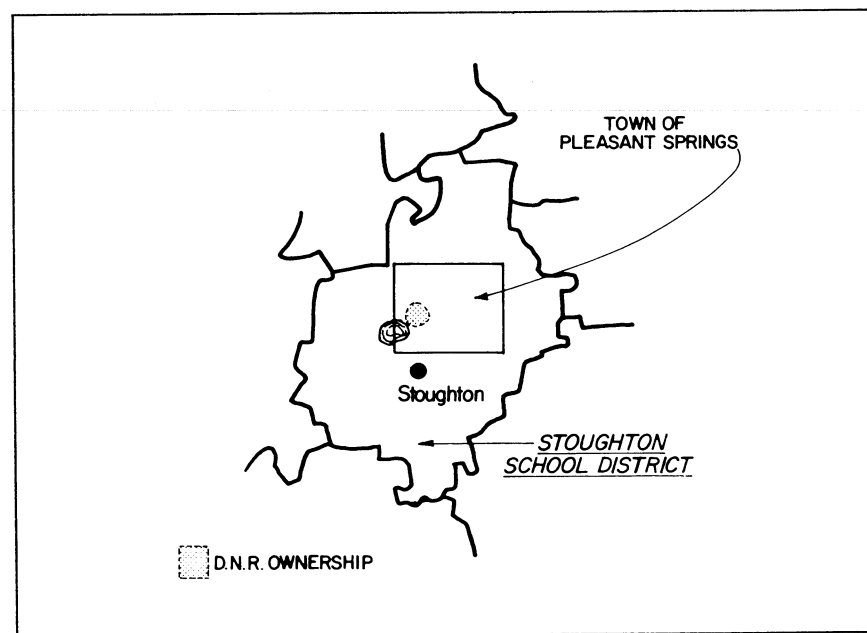 TOWN OF
PLEASANT SPRINGS
Stoughton
STOUGHTON
SCHOOL DISTRICT
D.N.R. OWNERSHIP